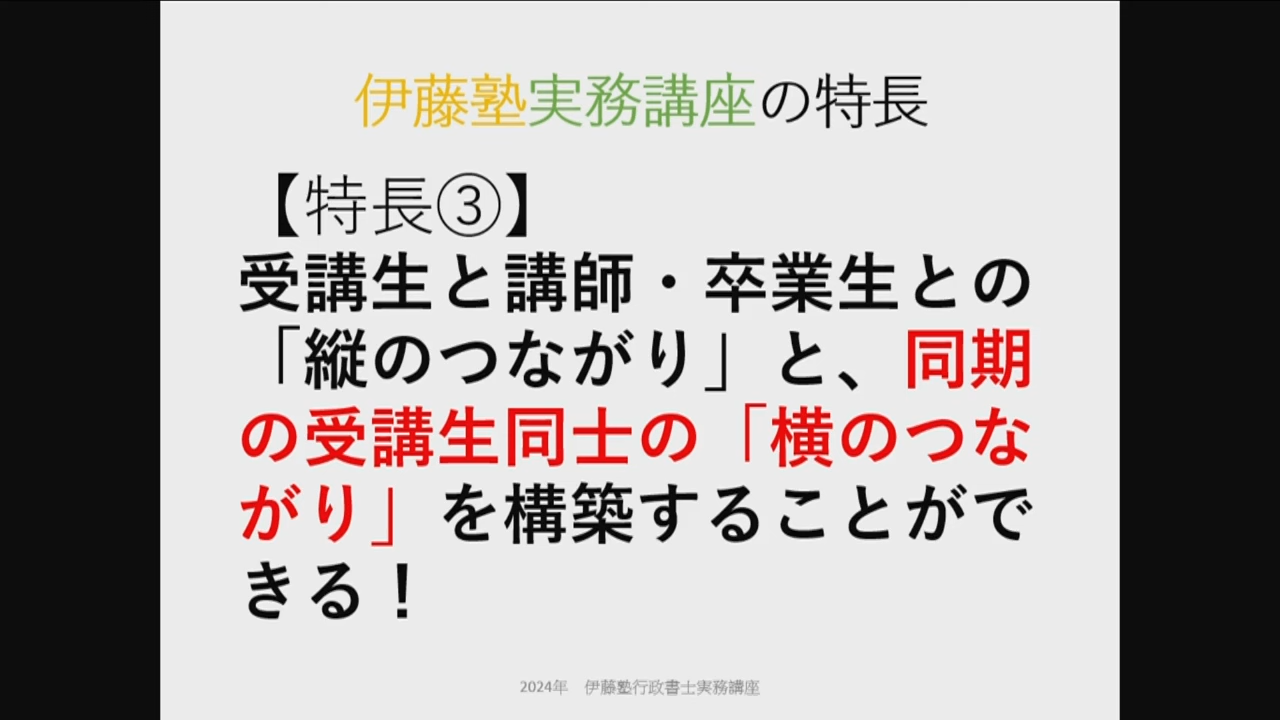 伊藤塾実務講座の特長
【特長③】
受講生と講師・卒業生との
「縦のつながり」と、同期
の受講生同士の「横のつな
がり」を構築することがで
きる！
2024年　伊藤塾行政書士実務講座